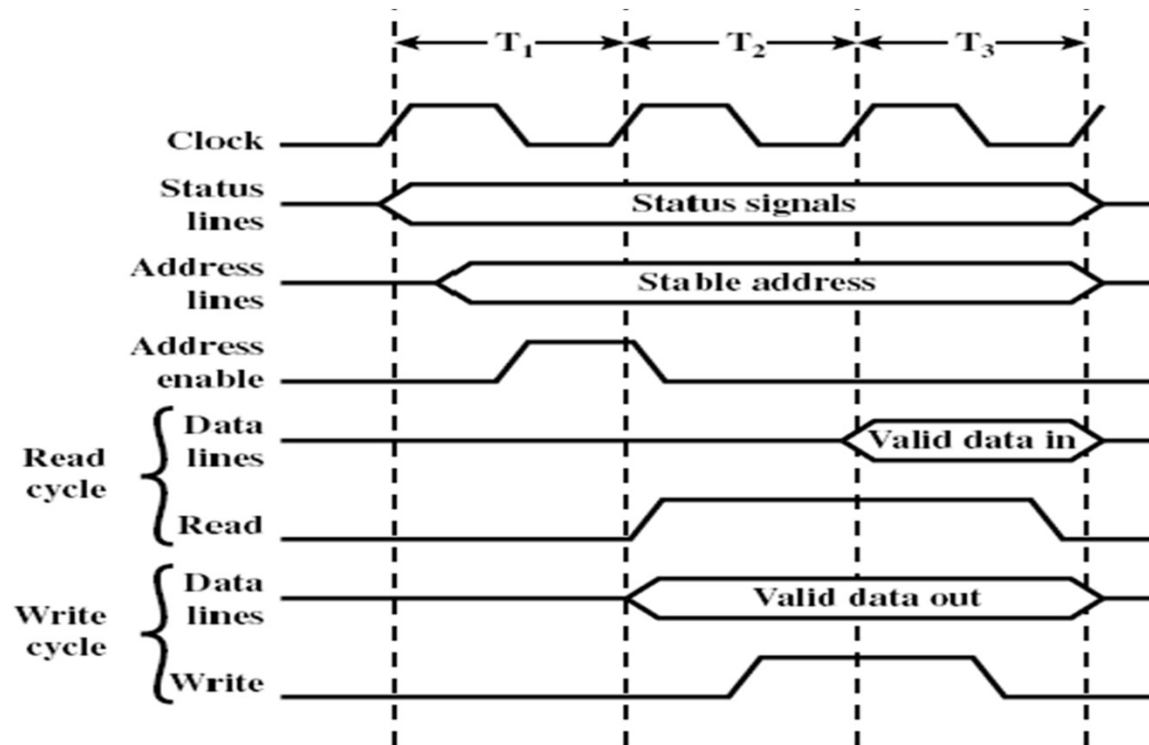 T1 T2 T3
Clock
Status
lines
Status signals
Address
lines
Stable address
Address
enable
Read
cycle
Data
lines
Valid data in
Read
Write
cycle
Data
lines
Valid data out
Write